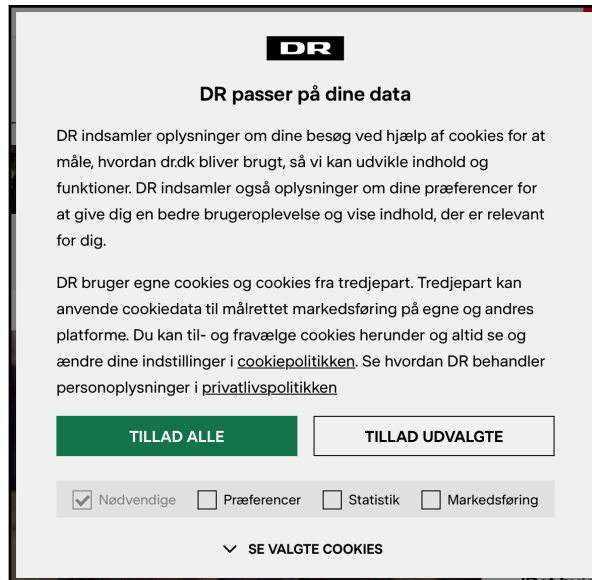 DR
DR passer på dine data
DR indsamler oplysninger om dine besøg ved hjælp af cookies for at
måle, hvordan dr.dk bliver brugt, så vi kan udvikle indhold og
funktioner. DR indsamler også oplysninger om dine præferencer for
at give dig en bedre brugeroplevelse og vise indhold, der er relevant
for dig.
DR bruger egne cookies og cookies fra tredjepart. Tredjepart kan
anvende cookiedata til målrettet markedsføring på egne og andres
platforme. Du kan til- og fravælge cookies herunder og altid se og
ændre dine indstillinger i cookiepolitikken. Se hvordan DR behandler
personoplysninger i privatlivspolitikken
TILLAD ALLE TILLAD UDVALGTE
Nødvendige Præferencer Statistik Markedsføring
SE VALGTE COOKIES